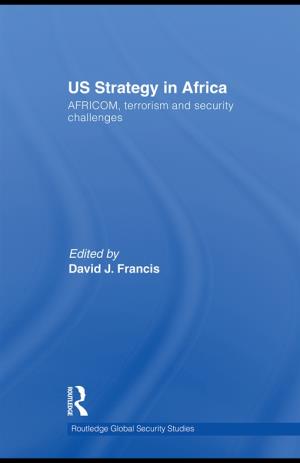 US Strategy in Africa
AFRICOM, terrorism and security
challenges
Edited by
David J. Francis
ROUTLEDGE
Routledge Global Security Studies